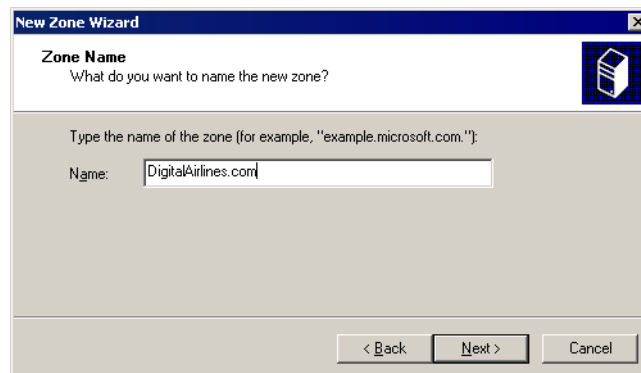 New Zone Wizard
Zone Name
What do you want to name the new zone?
Type the name of the zone (for example, "example.microsoft.com."):
Name: DigitalAirlines.com
< Back Next > Cancel